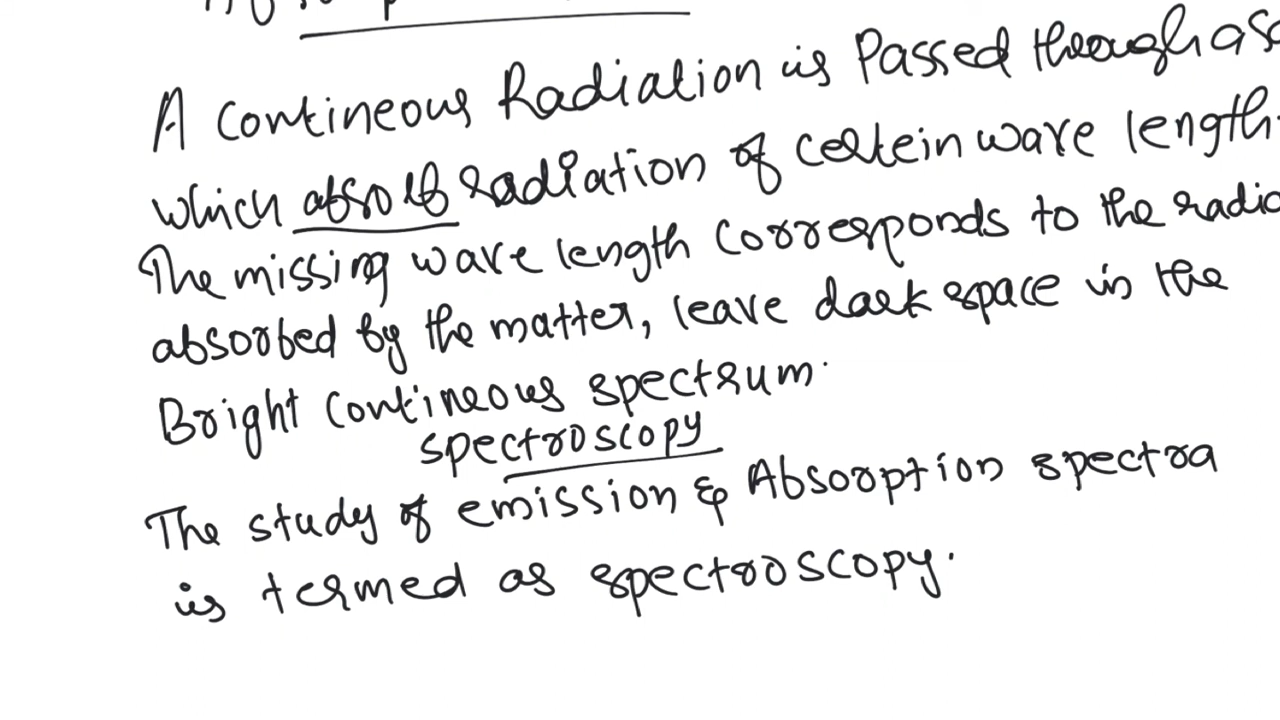 A Contineous Radiation is Passed through a
which absorb radiation of certein wave length.
The missing wave length Corresponds to the
absorbed by the matter, leave dark space in the
Bright Contineous spectrum.
spectroscopy
The study of emission & Absorption spectra
is termed as spectroscopy.